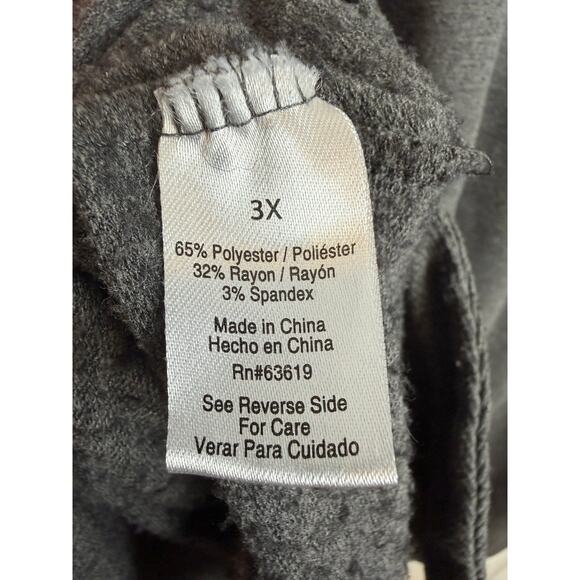 3X
65% Polyester / Poliéster
32% Rayon / Rayón
3% Spandex
Made in China
Hecho en China
Rn#63619
See Reverse Side
For Care
Verar Para Cuidado